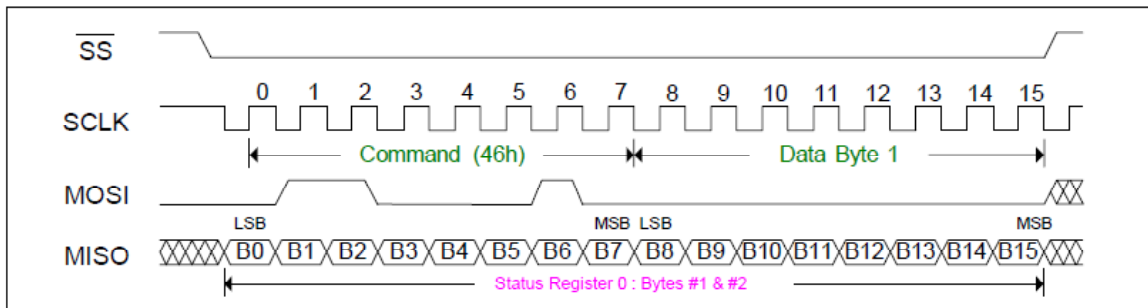 SS
0 1 2 3 4 5 6 7 8 9 10 11 12 13 14 15
SCLK
Command (46h) Data Byte 1
MOSI
LSB MSB LSB MSB
MISO B0 B1 B2 B3 B4 B5 B6 B7 B8 B9 B10 B11 B12 B13 B14 B15
Status Register 0 : Bytes #1 & #2